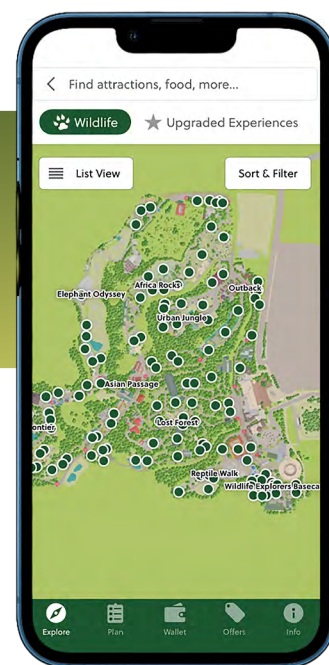 Find attractions, food, more...
Wildlife
Upgraded Experiences
List View
Sort & Filter
Africa Rocks
Elephant Odyssey
Outback
Urban Jungle
Asian Passage
Lost Forest
ontier
Reptile Walk
Wildlife Explorers Baseca
Explore
Plan
Wallet
Offers
Info